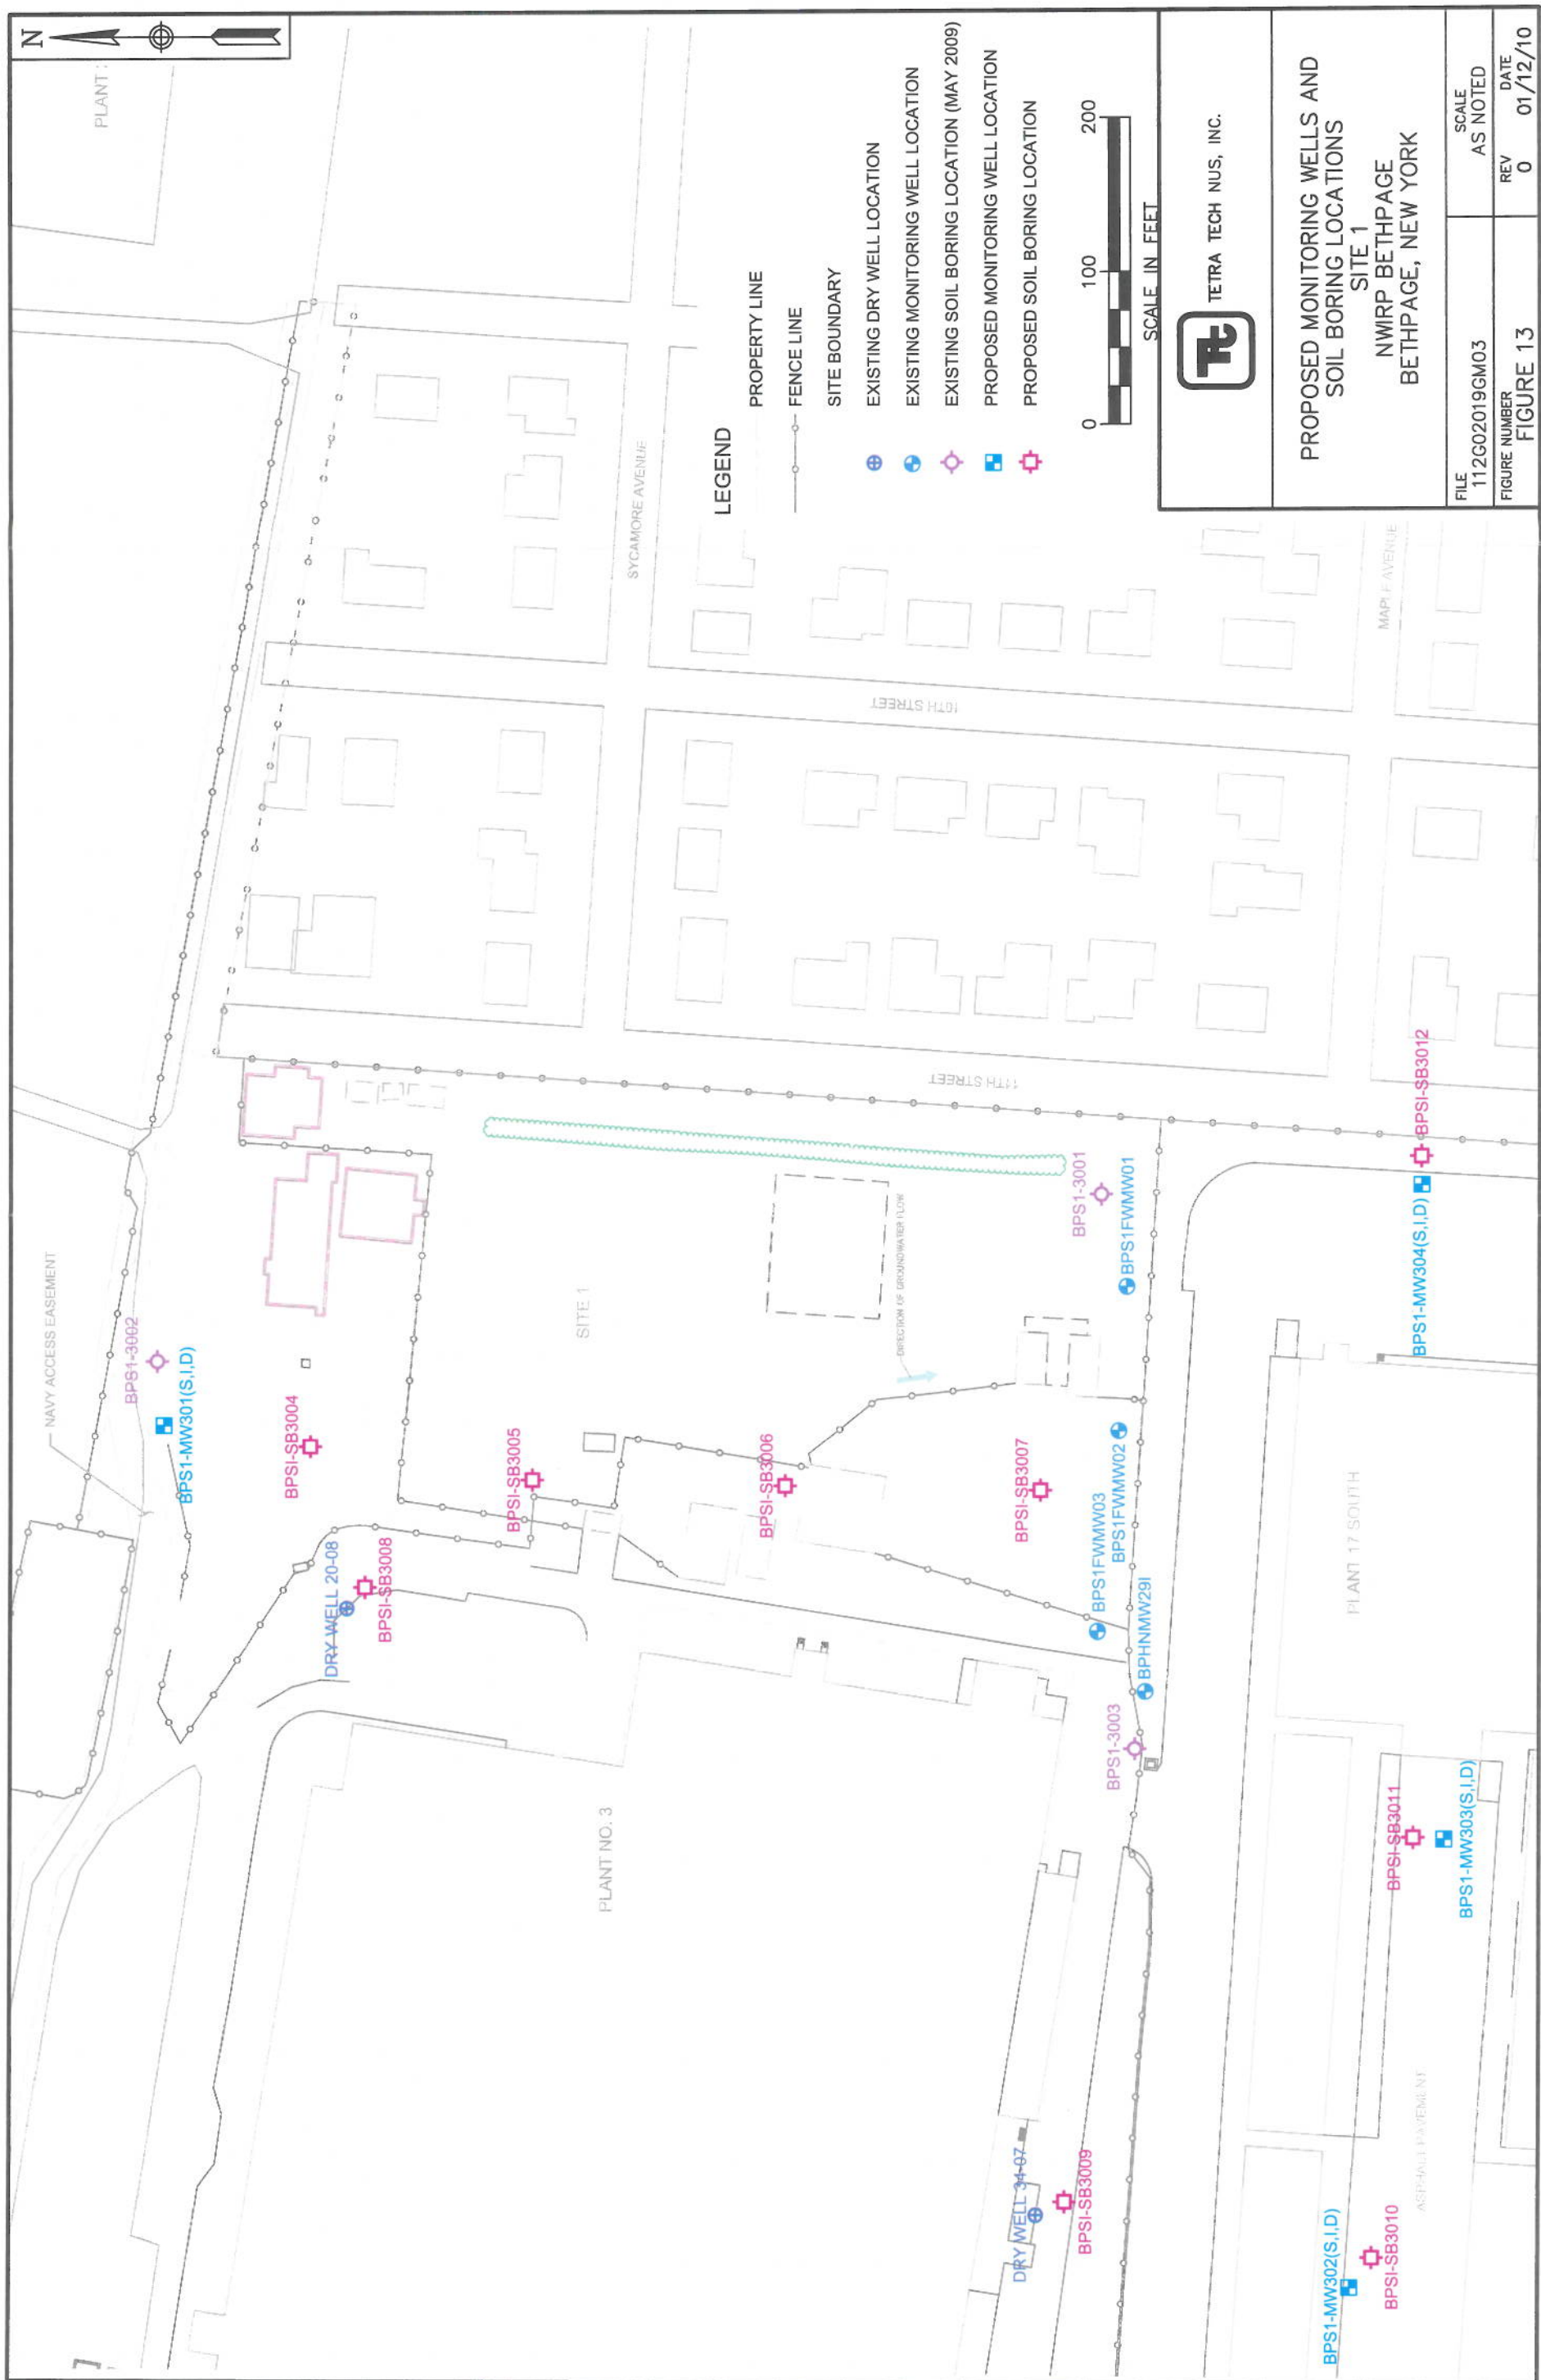 N
PLANT
NAVY ACCESS EASEMENT
BPS1-3002
BPS1-MW301(S,I,D)
BPSI-SB3004
DRY WELL 20-08
BPSI-SB3008
BPSI-SB3005
SITE 1
BPSI-SB3006
DIRECTION OF GROUNDWATER FLOW
BPSI-SB3007
PLANT NO. 3
SYCAMORE AVENUE
10TH STREET
11TH STREET
MAPLE AVENUE
BPS1-3001
BPS1FWMW01
BPS1FWMW02
BPS1FWMW03
BPHNMW29I
BPS1-3003
DRY WELL 34-07
BPSI-SB3009
PLANT 17 SOUTH
BPSI-SB3012
BPS1-MW304(S,I,D)
BPSI-SB3011
BPS1-MW303(S,I,D)
BPS1-MW302(S,I,D)
BPSI-SB3010
ASPHALT PAVEMENT
LEGEND
PROPERTY LINE
FENCE LINE
SITE BOUNDARY
EXISTING DRY WELL LOCATION
EXISTING MONITORING WELL LOCATION
EXISTING SOIL BORING LOCATION (MAY 2009)
PROPOSED MONITORING WELL LOCATION
PROPOSED SOIL BORING LOCATION
0 100 200
SCALE IN FEET
Tt TETRA TECH NUS, INC.
PROPOSED MONITORING WELLS AND
SOIL BORING LOCATIONS
SITE 1
NWIRP BETHPAGE
BETHPAGE, NEW YORK
FILE
112G02019GM03
SCALE
AS NOTED
FIGURE NUMBER
FIGURE 13
REV
0
DATE
01/12/10